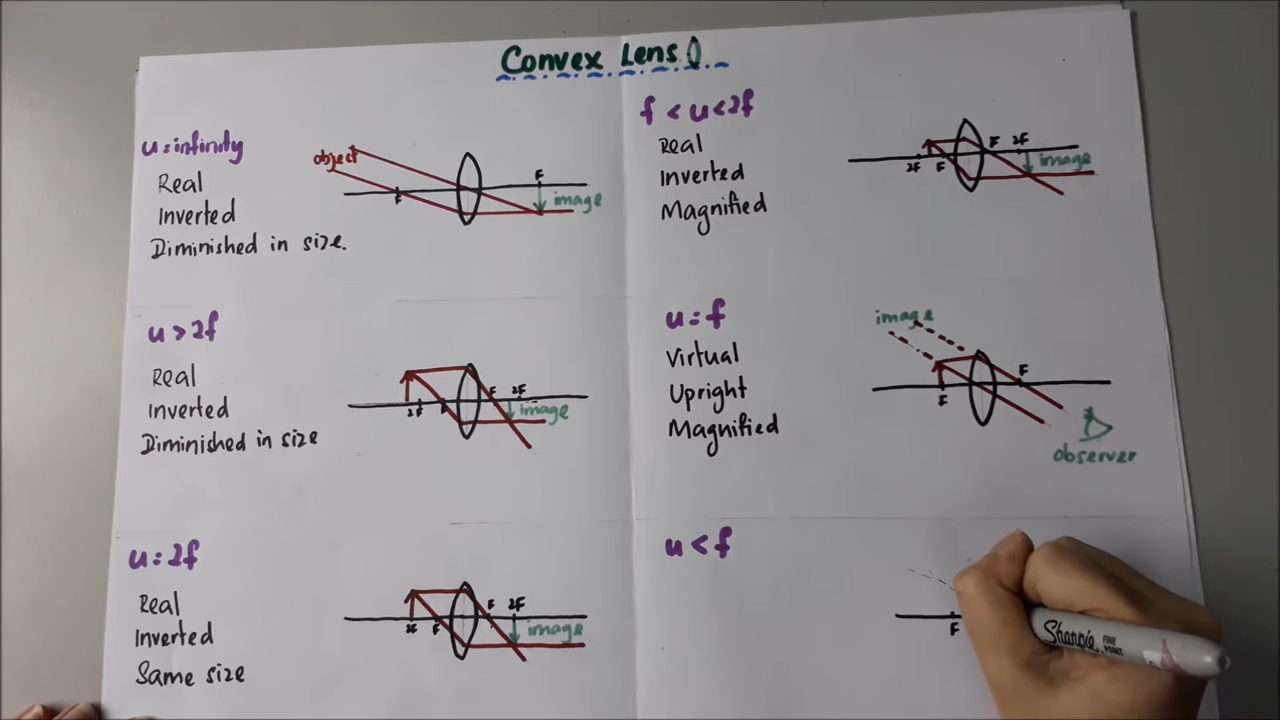 Convex Lens
u = infinity
Real
Inverted
Diminished in size.
object
F
F
image
u > 2f
Real
Inverted
Diminished in size
2F
F
F
2F
image
u = 2f
Real
Inverted
Same size
2F
F
F
2F
image
f < u < 2f
Real
Inverted
Magnified
2F
F
F
2F
image
u = f
Virtual
Upright
Magnified
image
F
F
observer
u < f
F
Sharpie
FINE
POINT